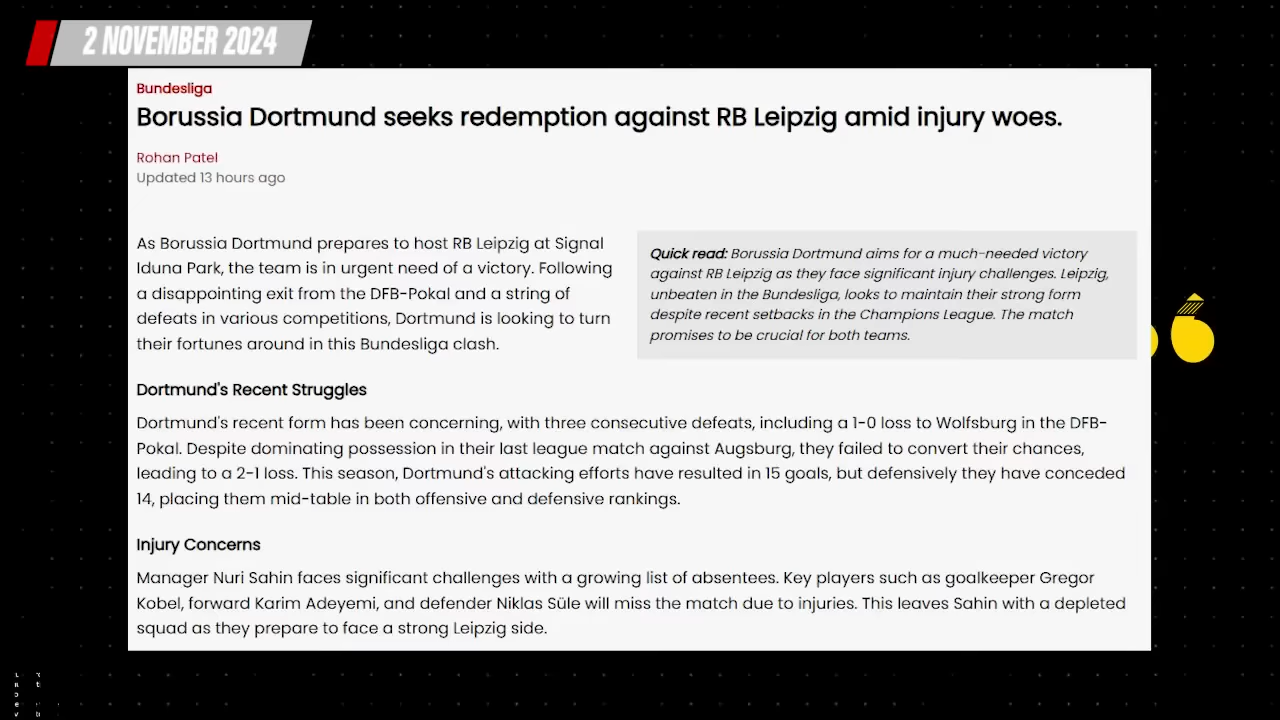 2 NOVEMBER 2024
Bundesliga
Borussia Dortmund seeks redemption against RB Leipzig amid injury woes.
Rohan Patel
Updated 13 hours ago
As Borussia Dortmund prepares to host RB Leipzig at Signal
Iduna Park, the team is in urgent need of a victory. Following
a disappointing exit from the DFB-Pokal and a string of
defeats in various competitions, Dortmund is looking to turn
their fortunes around in this Bundesliga clash.
Quick read: Borussia Dortmund aims for a much-needed victory
against RB Leipzig as they face significant injury challenges. Leipzig,
unbeaten in the Bundesliga, looks to maintain their strong form
despite recent setbacks in the Champions League. The match
promises to be crucial for both teams.
Dortmund's Recent Struggles
Dortmund's recent form has been concerning, with three consecutive defeats, including a 1-0 loss to Wolfsburg in the DFB-
Pokal. Despite dominating possession in their last league match against Augsburg, they failed to convert their chances,
leading to a 2-1 loss. This season, Dortmund's attacking efforts have resulted in 15 goals, but defensively they have conceded
14, placing them mid-table in both offensive and defensive rankings.
Injury Concerns
Manager Nuri Sahin faces significant challenges with a growing list of absentees. Key players such as goalkeeper Gregor
Kobel, forward Karim Adeyemi, and defender Niklas Süle will miss the match due to injuries. This leaves Sahin with a depleted
squad as they prepare to face a strong Leipzig side.